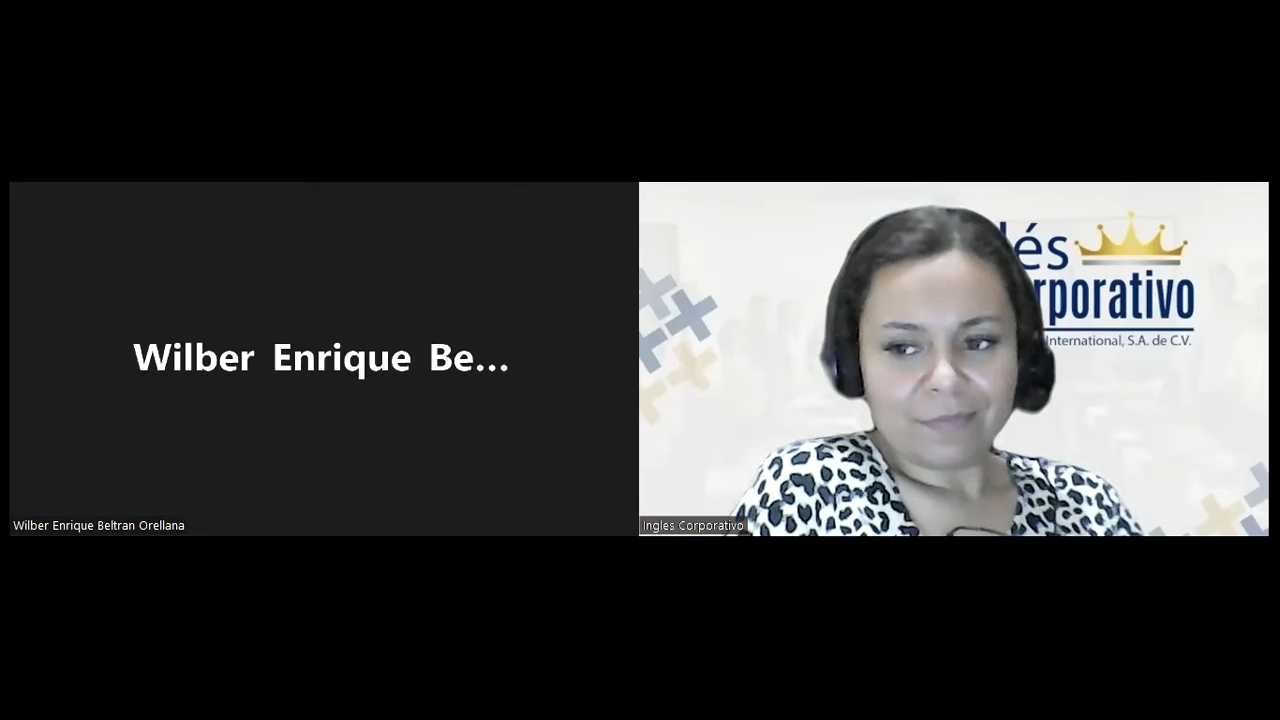 Wilber Enrique Be...
Wilber Enrique Beltran Orellana
lés
rporativo
International, S.A. de C.V.
Ingles Corporativo